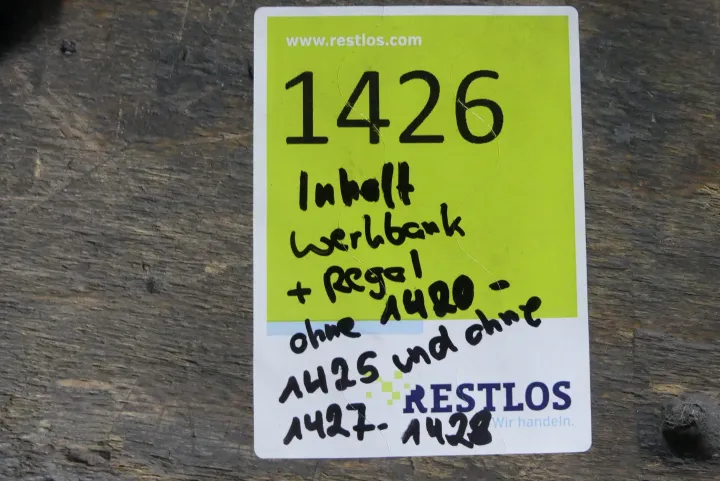 www.restlos.com
1426
Inhalt
Werkbank
+ Regal
ohne 1420 -
1425 und ohne
RESTLOS
Wir handeln.
1427- 1428